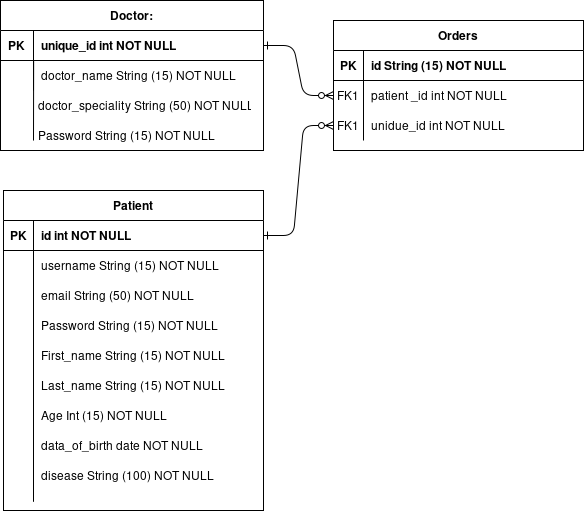 Doctor:
PK unique_id int NOT NULL
doctor_name String (15) NOT NULL
doctor_speciality String (50) NOT NULL
Password String (15) NOT NULL
Orders
PK id String (15) NOT NULL
FK1 patient _id int NOT NULL
FK1 unidue_id int NOT NULL
Patient
PK id int NOT NULL
username String (15) NOT NULL
email String (50) NOT NULL
Password String (15) NOT NULL
First_name String (15) NOT NULL
Last_name String (15) NOT NULL
Age Int (15) NOT NULL
data_of_birth date NOT NULL
disease String (100) NOT NULL